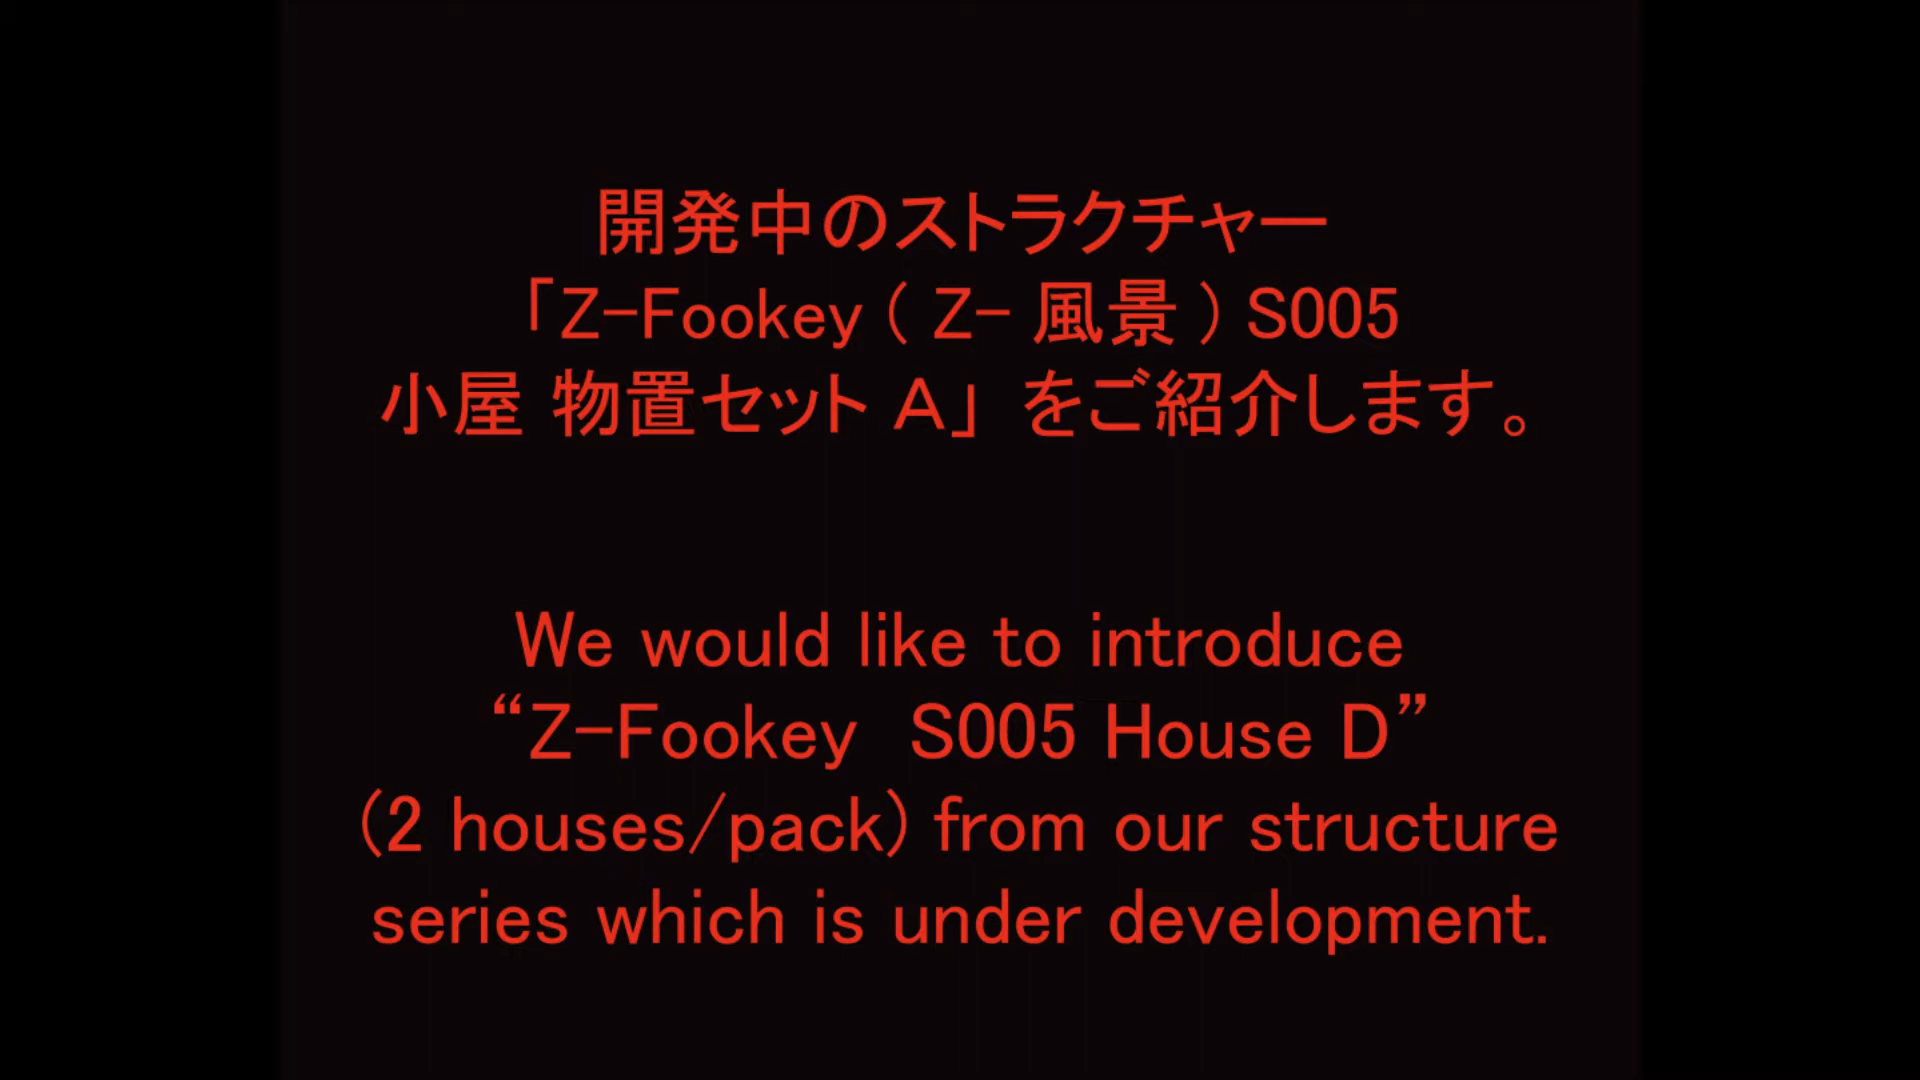 開発中のストラクチャー
「Z-Fookey ( Z- 風景 ) S005
小屋 物置セット A」 をご紹介します。
We would like to introduce
“Z-Fookey　S005 House D”
(2 houses/pack) from our structure
series which is under development.